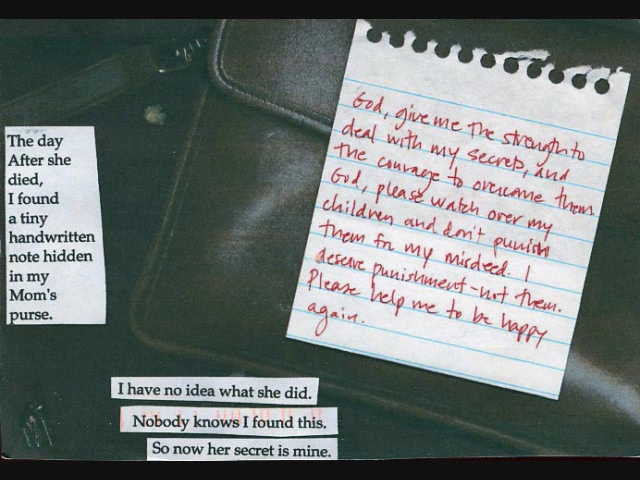 The day
After she
died,
I found
a tiny
handwritten
note hidden
in my
Mom's
purse.
God, give me the strength to
deal with my secrets, and
the courage to overcome them.
God, please watch over my
children and don't punish
them for my misdeed. I
deserve punishment - not them.
Please help me to be happy
again.
I have no idea what she did.
Nobody knows I found this.
So now her secret is mine.